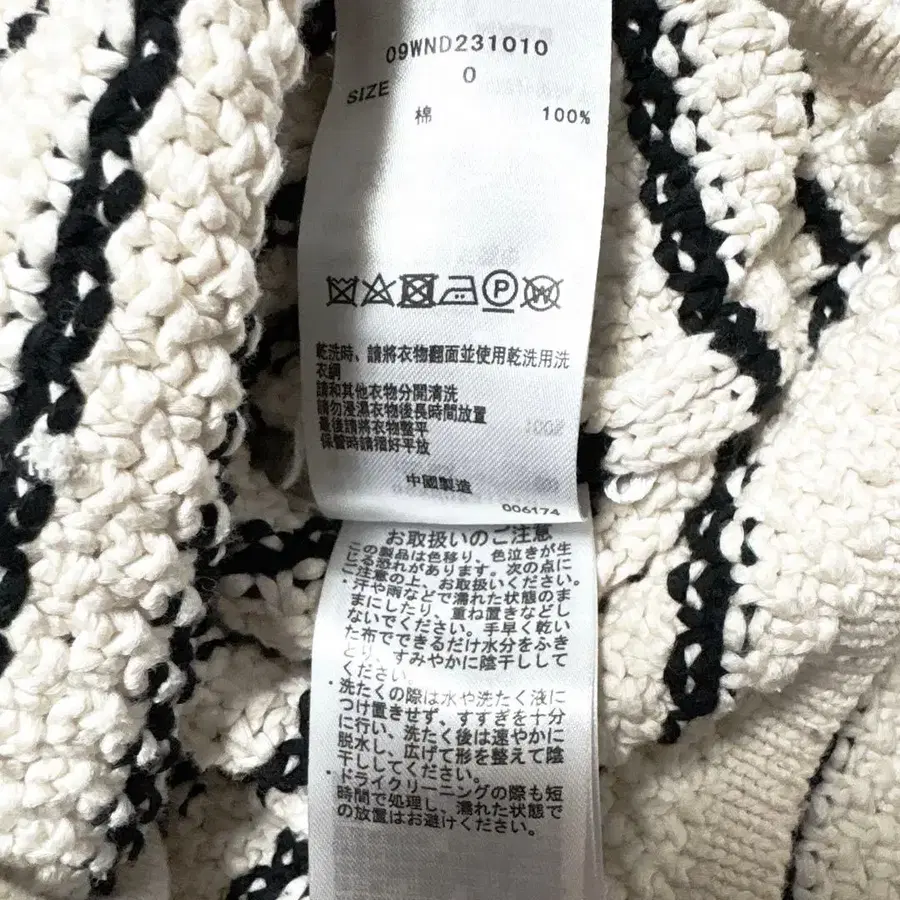 09WND231010
SIZE 0
棉 100%
P
W
乾洗時、請將衣物翻面並使用乾洗用洗
衣網
請和其他衣物分開清洗
請勿浸濕衣物後長時間放置
最後請將衣物整平
保管時請摺好平放
中國製造
006174
お取扱いのご注意
この製品は色移り、色泣きが生
じる恐れがあります。次の点に
ご注意の上、お取扱いください。
・汗や雨などで濡れた状態のま
まにしたり、重ね置きなどし
ないでください。手早く乾い
た布でできるだけ水分をふき
とり、すみやかに陰干しして
ください。
・洗たくの際は水や洗たく液に
つけ置きせず、すすぎを十分
に行い、洗たく後は速やかに
脱水し、広げて形を整えて陰
干ししてください。
・ドライクリーニングの際も短
時間で処理し、濡れた状態で
の放置はお避けください。